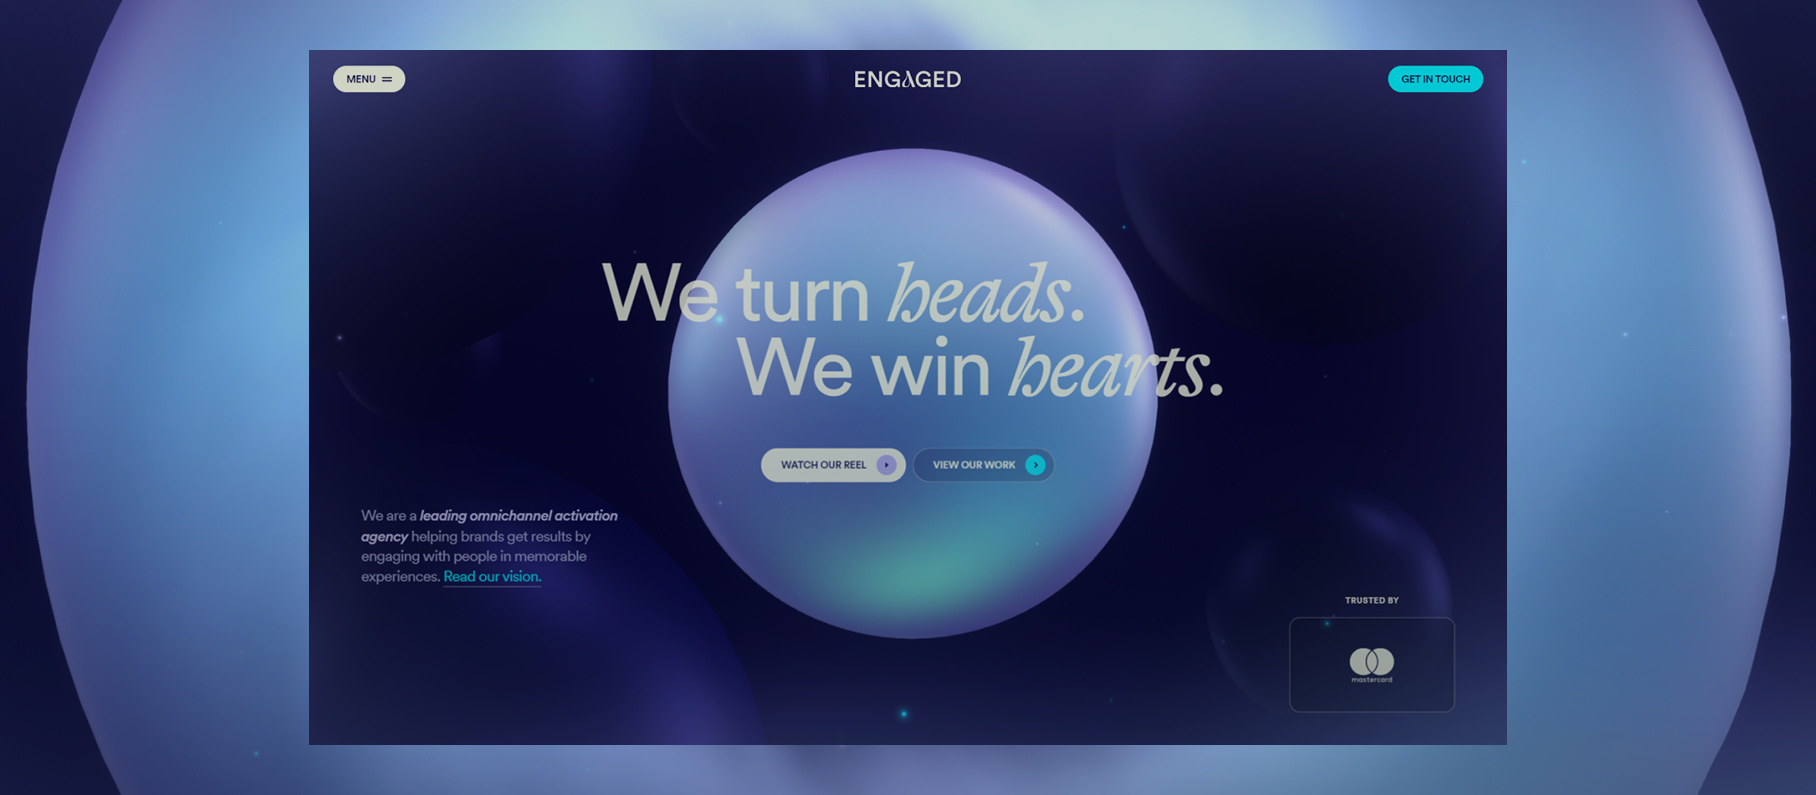 MENU
ENGAGED
GET IN TOUCH
We turn heads.
We win hearts.
WATCH OUR REEL
VIEW OUR WORK
We are a leading omnichannel activation
agency helping brands get results by
engaging with people in memorable
experiences. Read our vision.
TRUSTED BY
mastercard